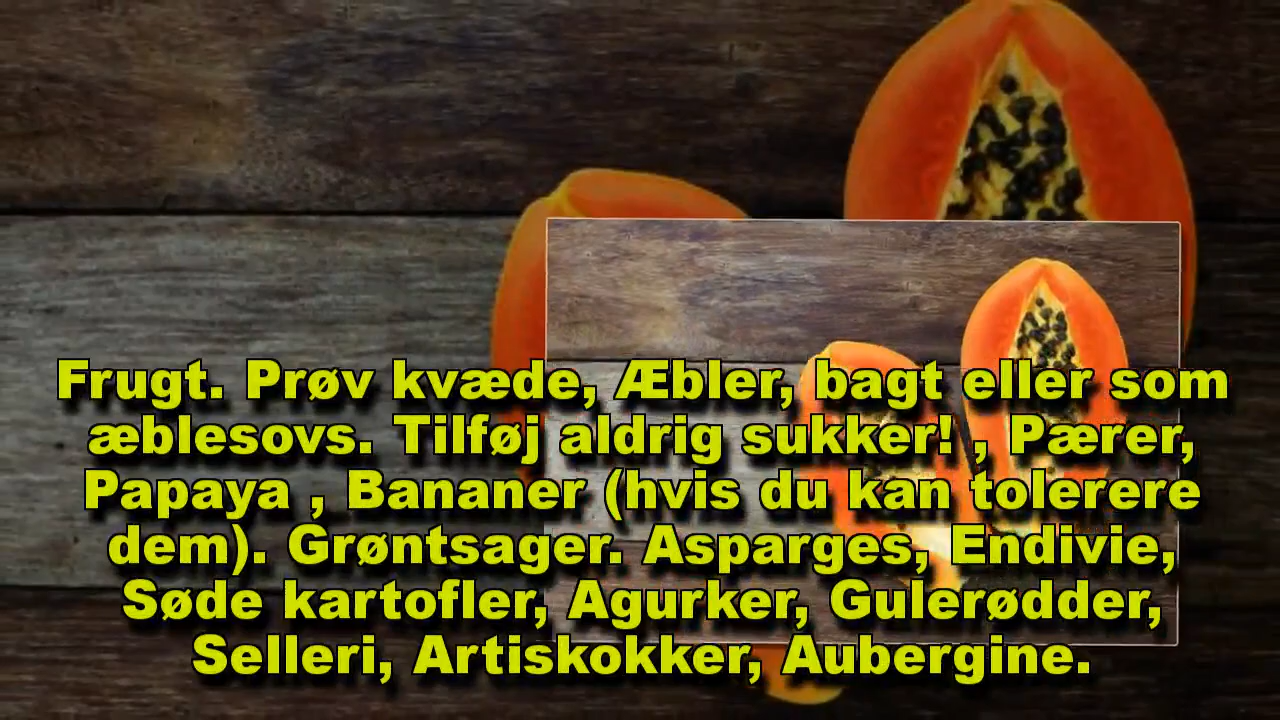 Frugt. Prøv kvæde, Æbler, bagt eller som
æblesovs. Tilføj aldrig sukker! , Pærer,
Papaya , Bananer (hvis du kan tolerere
dem). Grøntsager. Asparges, Endivie,
Søde kartofler, Agurker, Gulerødder,
Selleri, Artiskokker, Aubergine.